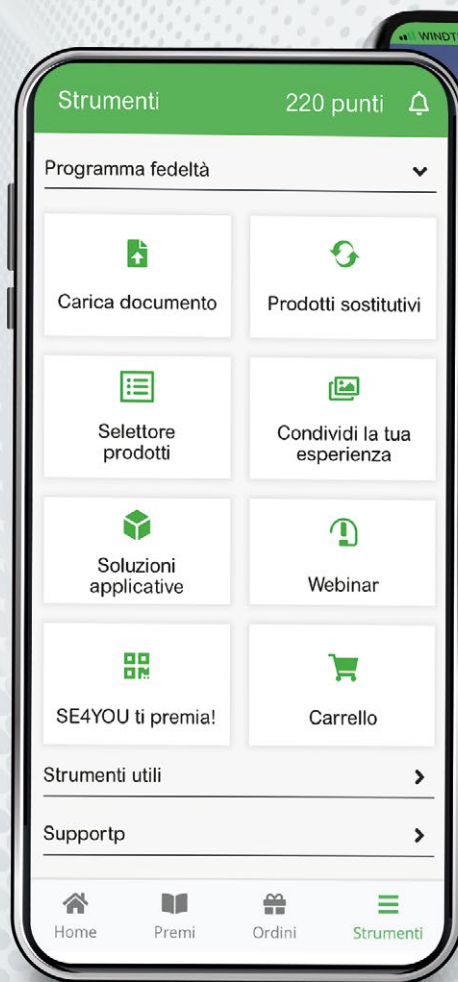 WINDT
Strumenti 220 punti
Programma fedeltà
Carica documento Prodotti sostitutivi
Selettore
prodotti
Condividi la tua
esperienza
Soluzioni
applicative
Webinar
SE4YOU ti premia!
Carrello
Strumenti utili
Supportp
Home Premi Ordini Strumenti